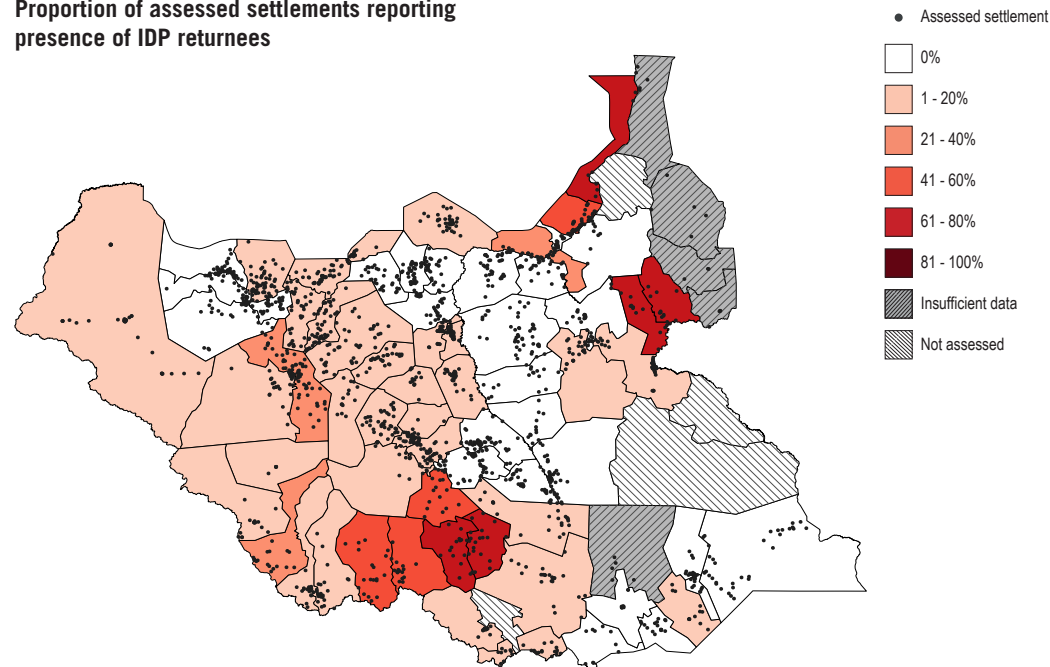 Proportion of assessed settlements reporting
presence of IDP returnees
Assessed settlement
0%
1 - 20%
21 - 40%
41 - 60%
61 - 80%
81 - 100%
Insufficient data
Not assessed